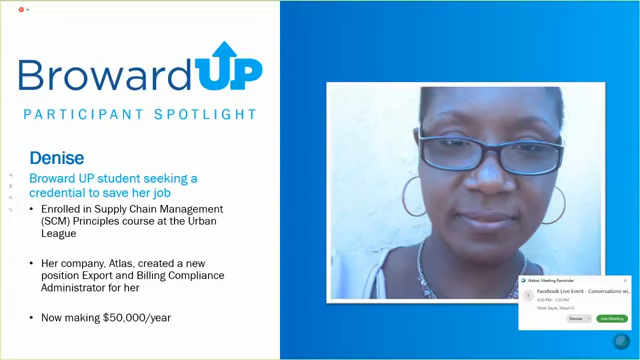 BrowardUP
PARTICIPANT SPOTLIGHT
Denise
Broward UP student seeking a
credential to save her job
• Enrolled in Supply Chain Management
(SCM) Principles course at the Urban
League
• Her company, Atlas, created a new
position Export and Billing Compliance
Administrator for her
• Now making $50,000/year
Webex Meeting Reminder
Facebook Live Event - Conversations wi...
Snooze
Join Meeting